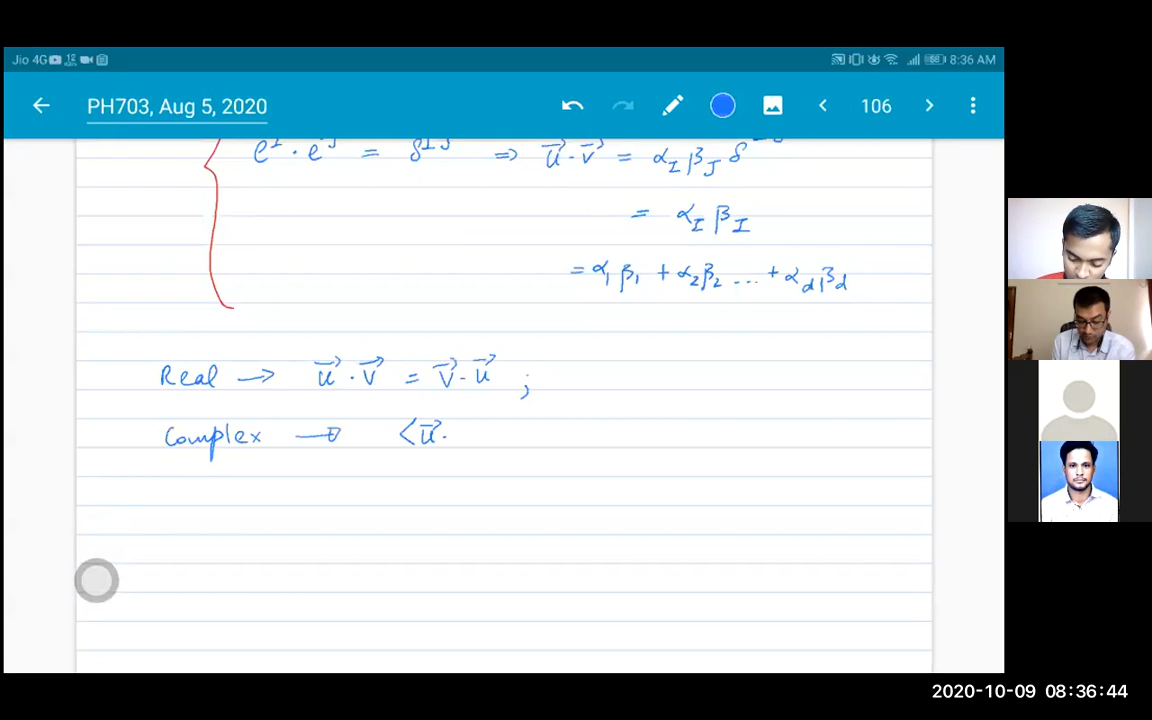 Jio 4G 8:36 AM
PH703, Aug 5, 2020 106
e^I · e^J = δ^{IJ} ⇒ u⃗ · v⃗ = α_I β_J δ
= α_I β_I
= α_1 β_1 + α_2 β_2 ... + α_d β_d
Real → u⃗ · v⃗ = v⃗ · u⃗ ;
Complex → <u⃗·
2020-10-09 08:36:44